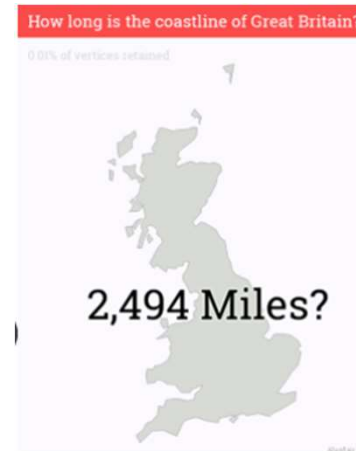 How long is the coastline of Great Britain?
0.01% of vertices retained
2,494 Miles?